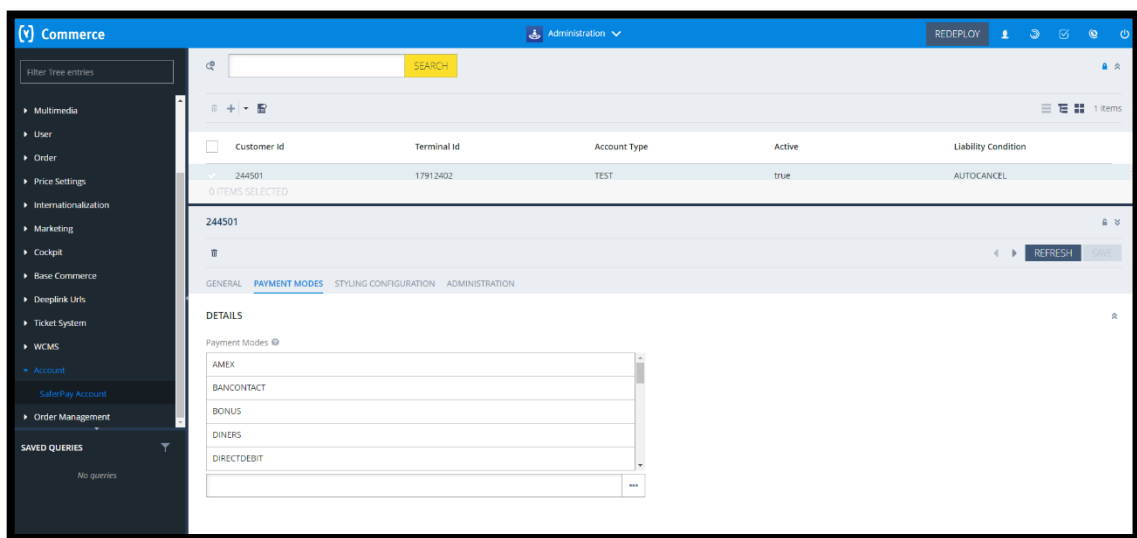 (y) Commerce
Administration
REDEPLOY
Filter Tree entries
Multimedia
User
Order
Price Settings
Internationalization
Marketing
Cockpit
Base Commerce
Deeplink Urls
Ticket System
WCMS
Account
SaferPay Account
Order Management
SAVED QUERIES
No queries
SEARCH
1 items
Customer Id Terminal Id Account Type Active Liability Condition
244501 17912402 TEST true AUTOCANCEL
0 ITEMS SELECTED
244501
REFRESH SAVE
GENERAL PAYMENT MODES STYLING CONFIGURATION ADMINISTRATION
DETAILS
Payment Modes
AMEX
BANCONTACT
BONUS
DINERS
DIRECTDEBIT